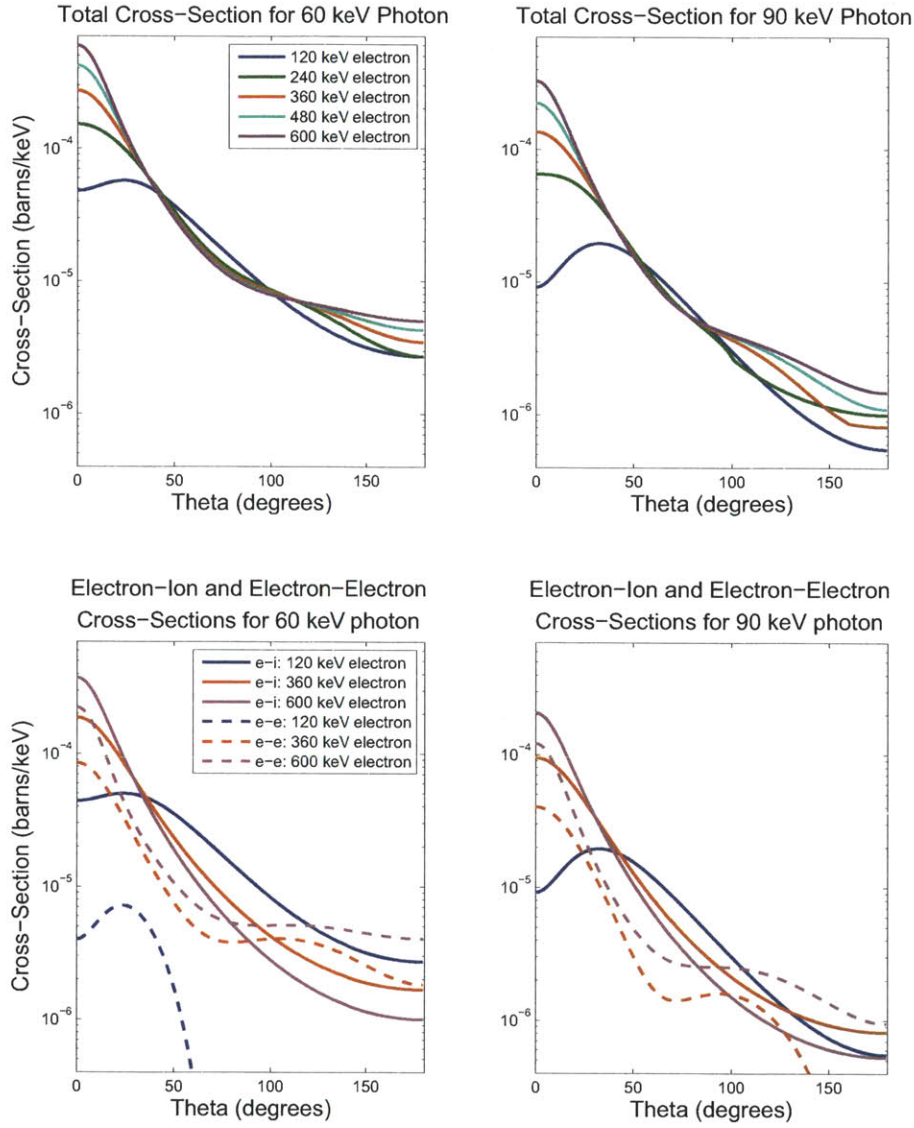 Total Cross-Section for 60 keV Photon
120 keV electron
240 keV electron
360 keV electron
480 keV electron
600 keV electron
Cross-Section (barns/keV)
10⁻⁴
10⁻⁵
10⁻⁶
0 50 100 150
Theta (degrees)
Total Cross-Section for 90 keV Photon
10⁻⁴
10⁻⁵
10⁻⁶
0 50 100 150
Theta (degrees)
Electron-Ion and Electron-Electron
Cross-Sections for 60 keV photon
e-i: 120 keV electron
e-i: 360 keV electron
e-i: 600 keV electron
e-e: 120 keV electron
e-e: 360 keV electron
e-e: 600 keV electron
Cross-Section (barns/keV)
10⁻⁴
10⁻⁵
10⁻⁶
0 50 100 150
Theta (degrees)
Electron-Ion and Electron-Electron
Cross-Sections for 90 keV photon
10⁻⁴
10⁻⁵
10⁻⁶
0 50 100 150
Theta (degrees)